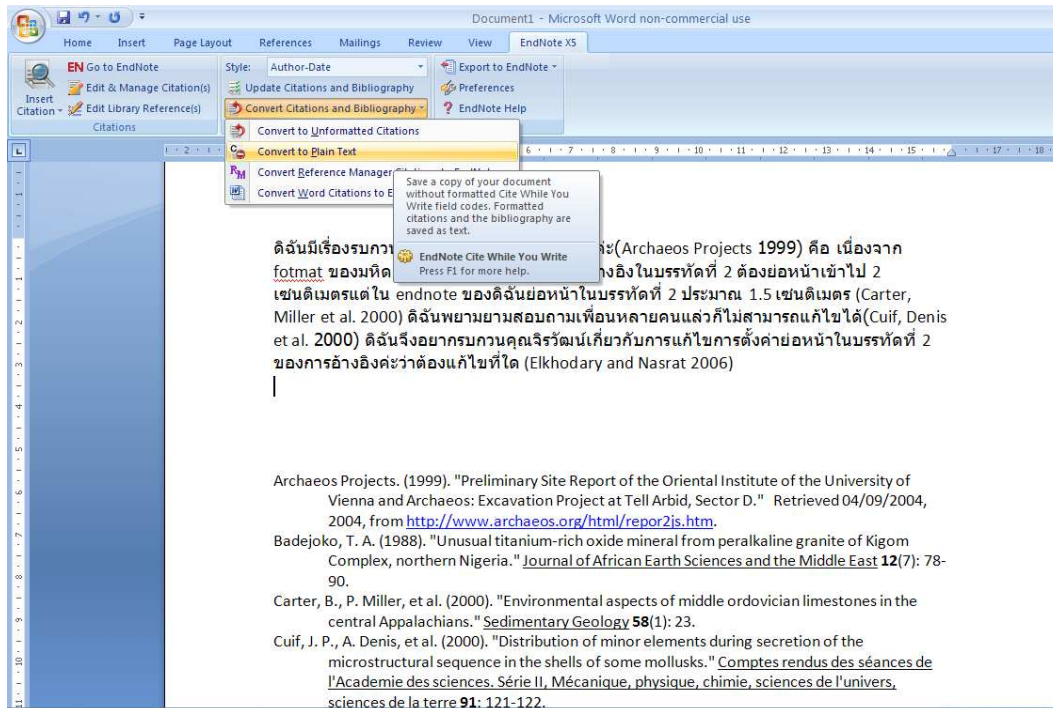 Document1 - Microsoft Word non-commercial use
Home Insert Page Layout References Mailings Review View EndNote X5
EN Go to EndNote
Edit & Manage Citation(s)
Edit Library Reference(s)
Insert
Citation
Citations
Style: Author-Date
Update Citations and Bibliography
Convert Citations and Bibliography
Export to EndNote
Preferences
EndNote Help
Convert to Unformatted Citations
Convert to Plain Text
Convert Reference Manager
Convert Word Citations to E
Save a copy of your document
without formatted Cite While You
Write field codes. Formatted
citations and the bibliography are
saved as text.
EndNote Cite While You Write
Press F1 for more help.
L
1 2 1 6 7 8 9 10 11 12 13 14 15 17 18
ดิฉันมีเรื่องรบกวน ค่ะ(Archaeos Projects 1999) คือ เนื่องจาก
fotmat ของมหิด างอิงในบรรทัดที่ 2 ต้องย่อหน้าเข้าไป 2
เซนติเมตรแต่ใน endnote ของดิฉันย่อหน้าในบรรทัดที่ 2 ประมาณ 1.5 เซนติเมตร (Carter,
Miller et al. 2000) ดิฉันพยามยามสอบถามเพื่อนหลายคนแล่วก็ไม่สามารถแก้ไขได้(Cuif, Denis
et al. 2000) ดิฉันจึงอยากรบกวนคุณจิรวัฒน์เกี่ยวกับการแก้ไขการตั้งค่าย่อหน้าในบรรทัดที่ 2
ของการอ้างอิงค่ะว่าต้องแก้ไขที่ใด (Elkhodary and Nasrat 2006)
Archaeos Projects. (1999). "Preliminary Site Report of the Oriental Institute of the University of
Vienna and Archaeos: Excavation Project at Tell Arbid, Sector D." Retrieved 04/09/2004,
2004, from http://www.archaeos.org/html/repor2js.htm.
Badejoko, T. A. (1988). "Unusual titanium-rich oxide mineral from peralkaline granite of Kigom
Complex, northern Nigeria." Journal of African Earth Sciences and the Middle East 12(7): 78-
90.
Carter, B., P. Miller, et al. (2000). "Environmental aspects of middle ordovician limestones in the
central Appalachians." Sedimentary Geology 58(1): 23.
Cuif, J. P., A. Denis, et al. (2000). "Distribution of minor elements during secretion of the
microstructural sequence in the shells of some mollusks." Comptes rendus des séances de
l'Academie des sciences. Série II, Mécanique, physique, chimie, sciences de l'univers,
sciences de la terre 91: 121-122.